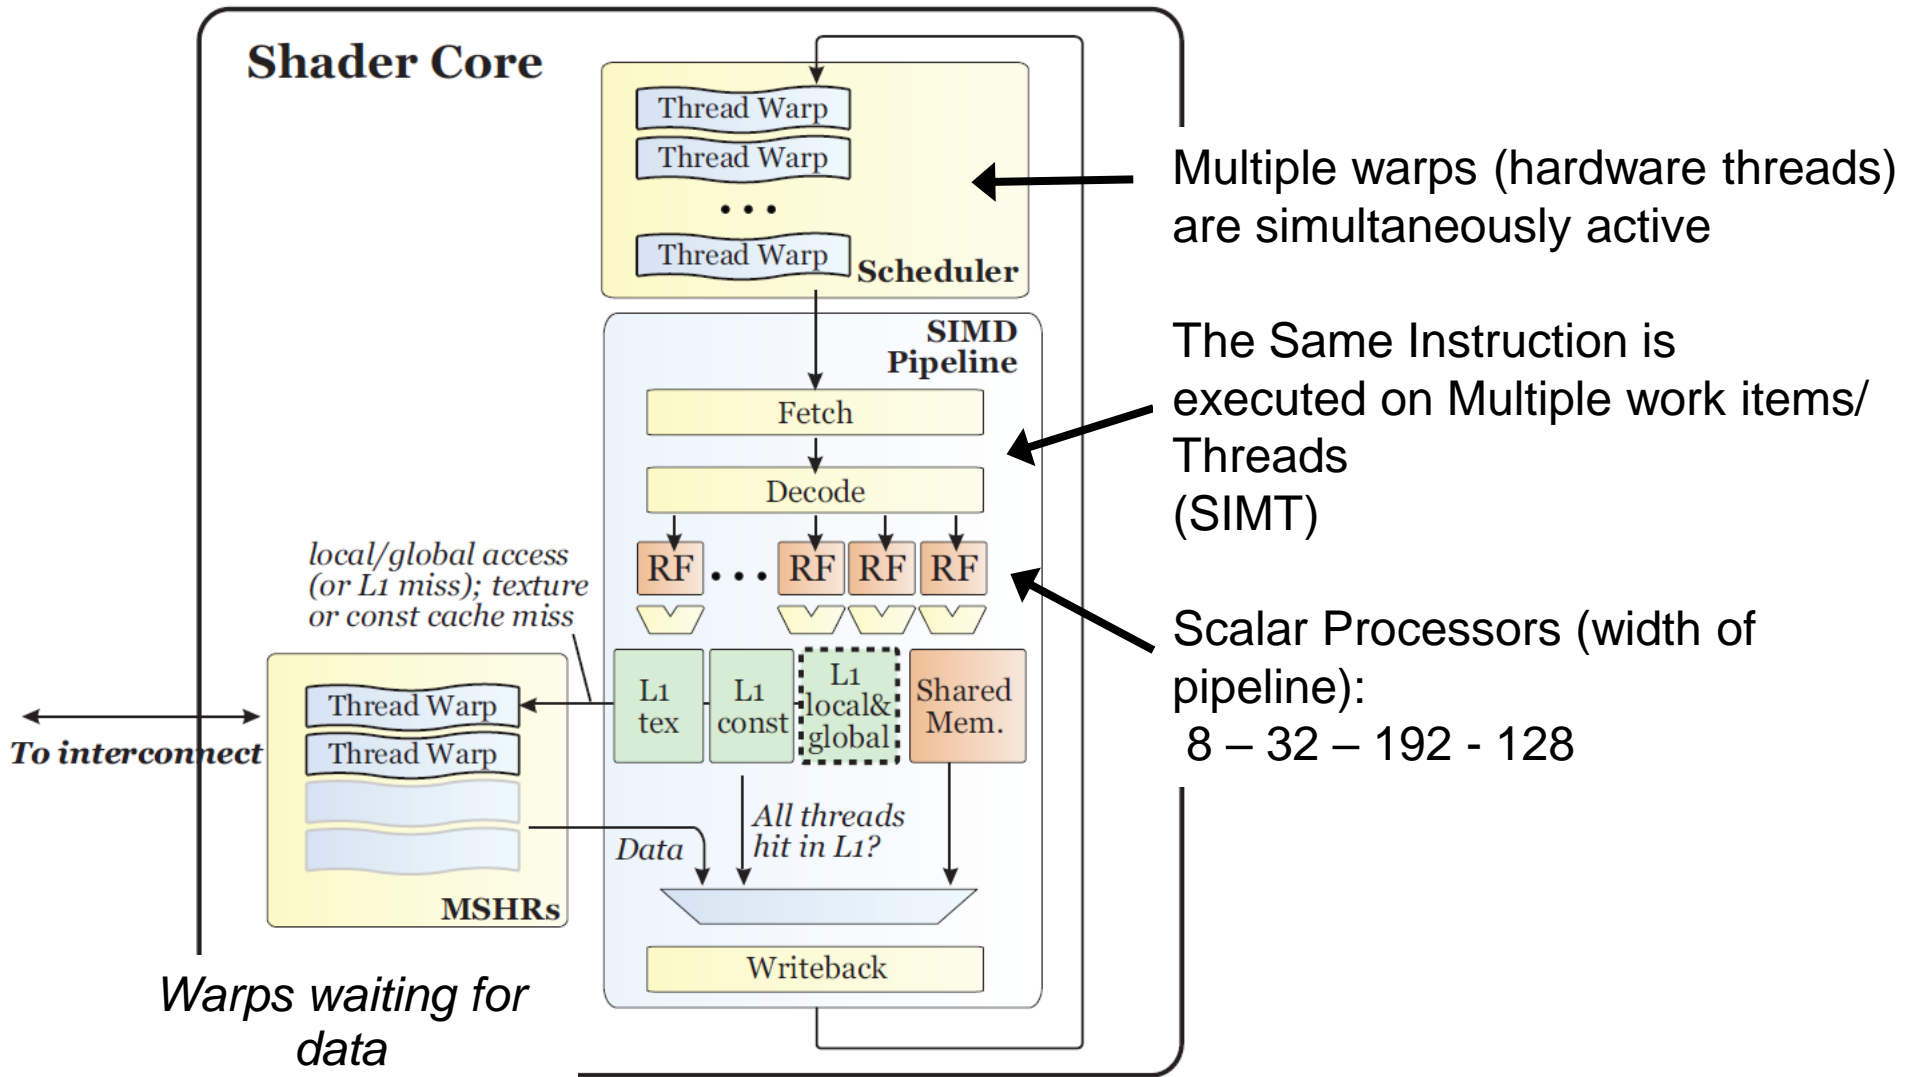 Shader Core
Thread Warp
Thread Warp
• • •
Thread Warp
Scheduler
Multiple warps (hardware threads)
are simultaneously active
SIMD
Pipeline
Fetch
Decode
The Same Instruction is
executed on Multiple work items/
Threads
(SIMT)
RF • • • RF RF RF
local/global access
(or L1 miss); texture
or const cache miss
Scalar Processors (width of
pipeline):
8 – 32 – 192 - 128
L1
tex
L1
const
L1
local&
global
Shared
Mem.
Thread Warp
Thread Warp
MSHRs
To interconnect
Data
All threads
hit in L1?
Writeback
Warps waiting for
data